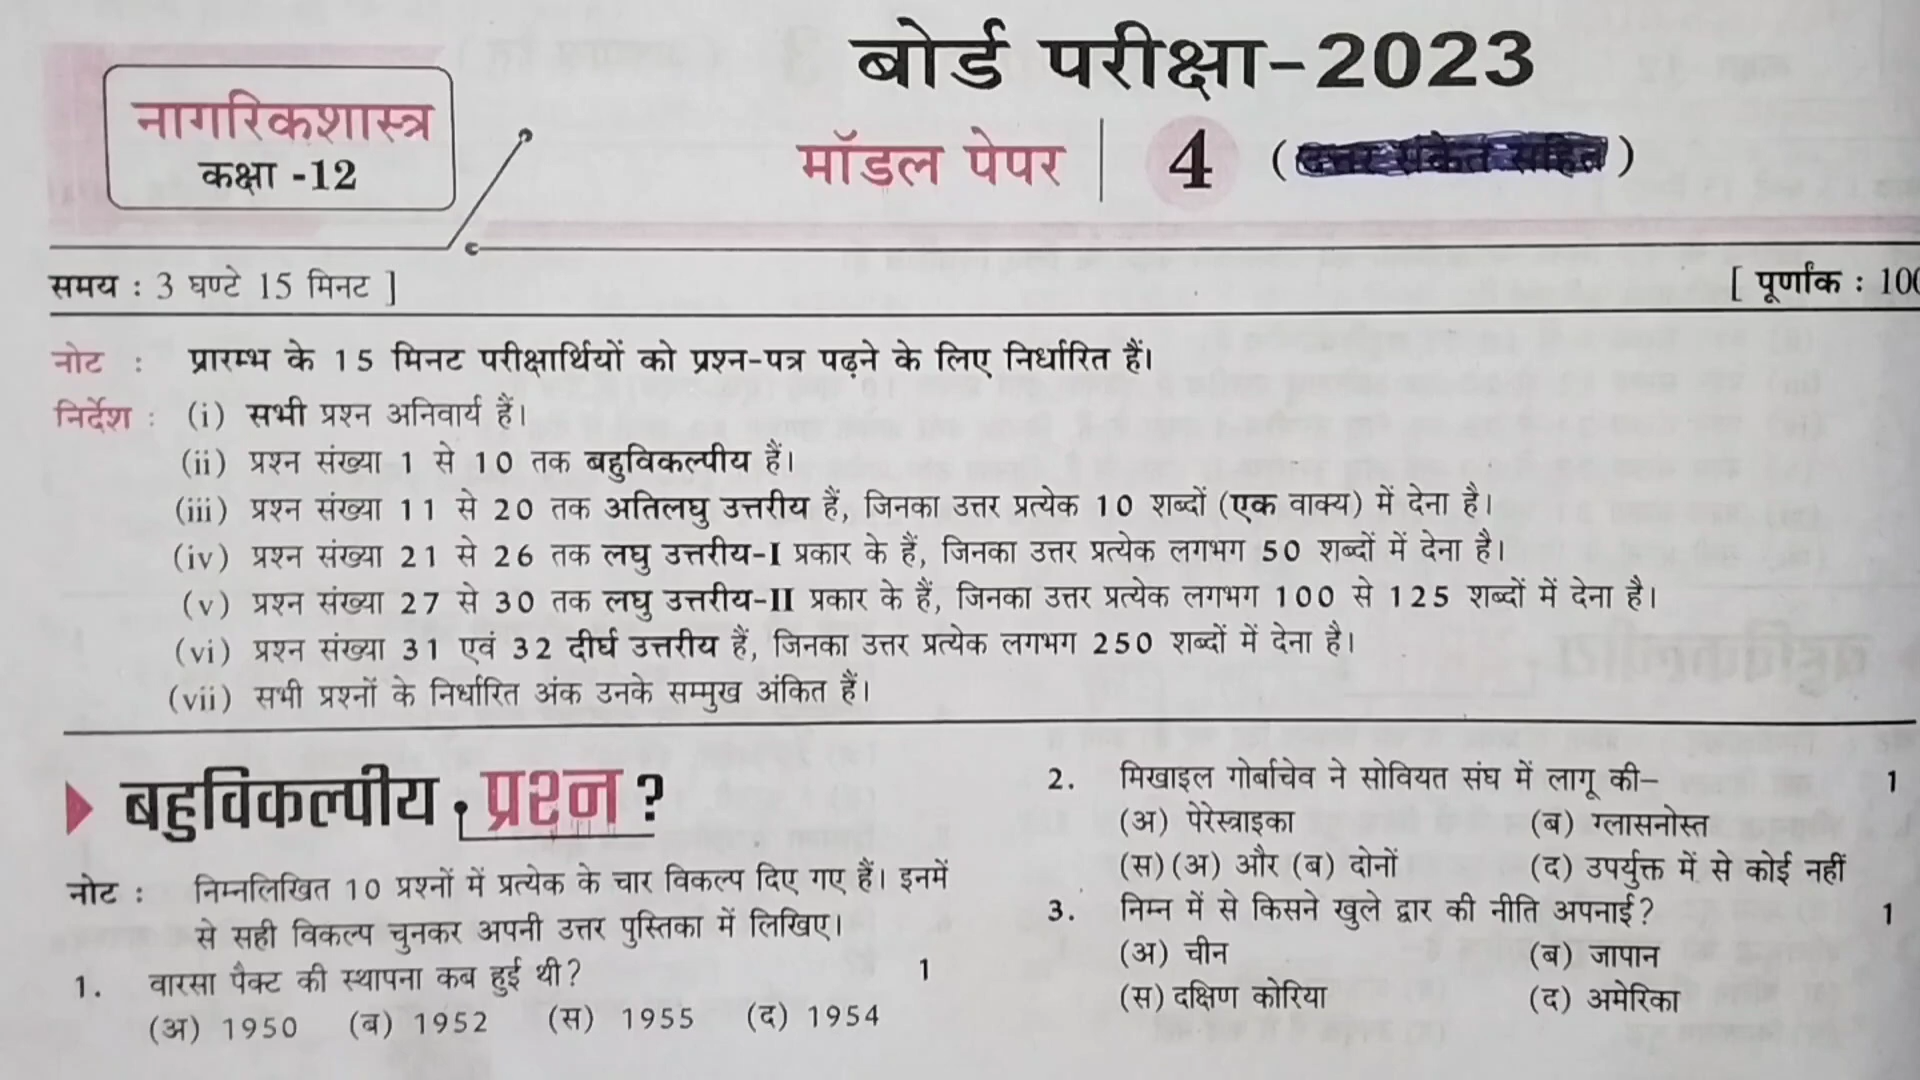 बोर्ड परीक्षा-2023
नागरिकशास्त्र
कक्षा -12
मॉडल पेपर | 4 (उत्तर संकेत सहित)
समय : 3 घण्टे 15 मिनट ]
[ पूर्णांक : 100
नोट : प्रारम्भ के 15 मिनट परीक्षार्थियों को प्रश्न-पत्र पढ़ने के लिए निर्धारित हैं।
निर्देश : (i) सभी प्रश्न अनिवार्य हैं।
(ii) प्रश्न संख्या 1 से 10 तक बहुविकल्पीय हैं।
(iii) प्रश्न संख्या 11 से 20 तक अतिलघु उत्तरीय हैं, जिनका उत्तर प्रत्येक 10 शब्दों (एक वाक्य) में देना है।
(iv) प्रश्न संख्या 21 से 26 तक लघु उत्तरीय-I प्रकार के हैं, जिनका उत्तर प्रत्येक लगभग 50 शब्दों में देना है।
(v) प्रश्न संख्या 27 से 30 तक लघु उत्तरीय-II प्रकार के हैं, जिनका उत्तर प्रत्येक लगभग 100 से 125 शब्दों में देना है।
(vi) प्रश्न संख्या 31 एवं 32 दीर्घ उत्तरीय हैं, जिनका उत्तर प्रत्येक लगभग 250 शब्दों में देना है।
(vii) सभी प्रश्नों के निर्धारित अंक उनके सम्मुख अंकित हैं।
बहुविकल्पीय प्रश्न ?
नोट : निम्नलिखित 10 प्रश्नों में प्रत्येक के चार विकल्प दिए गए हैं। इनमें
से सही विकल्प चुनकर अपनी उत्तर पुस्तिका में लिखिए।
1. वारसा पैक्ट की स्थापना कब हुई थी? 1
(अ) 1950 (ब) 1952 (स) 1955 (द) 1954
2. मिखाइल गोर्बाचेव ने सोवियत संघ में लागू की– 1
(अ) पेरेस्त्राइका (ब) ग्लासनोस्त
(स) (अ) और (ब) दोनों (द) उपर्युक्त में से कोई नहीं
3. निम्न में से किसने खुले द्वार की नीति अपनाई? 1
(अ) चीन (ब) जापान
(स) दक्षिण कोरिया (द) अमेरिका